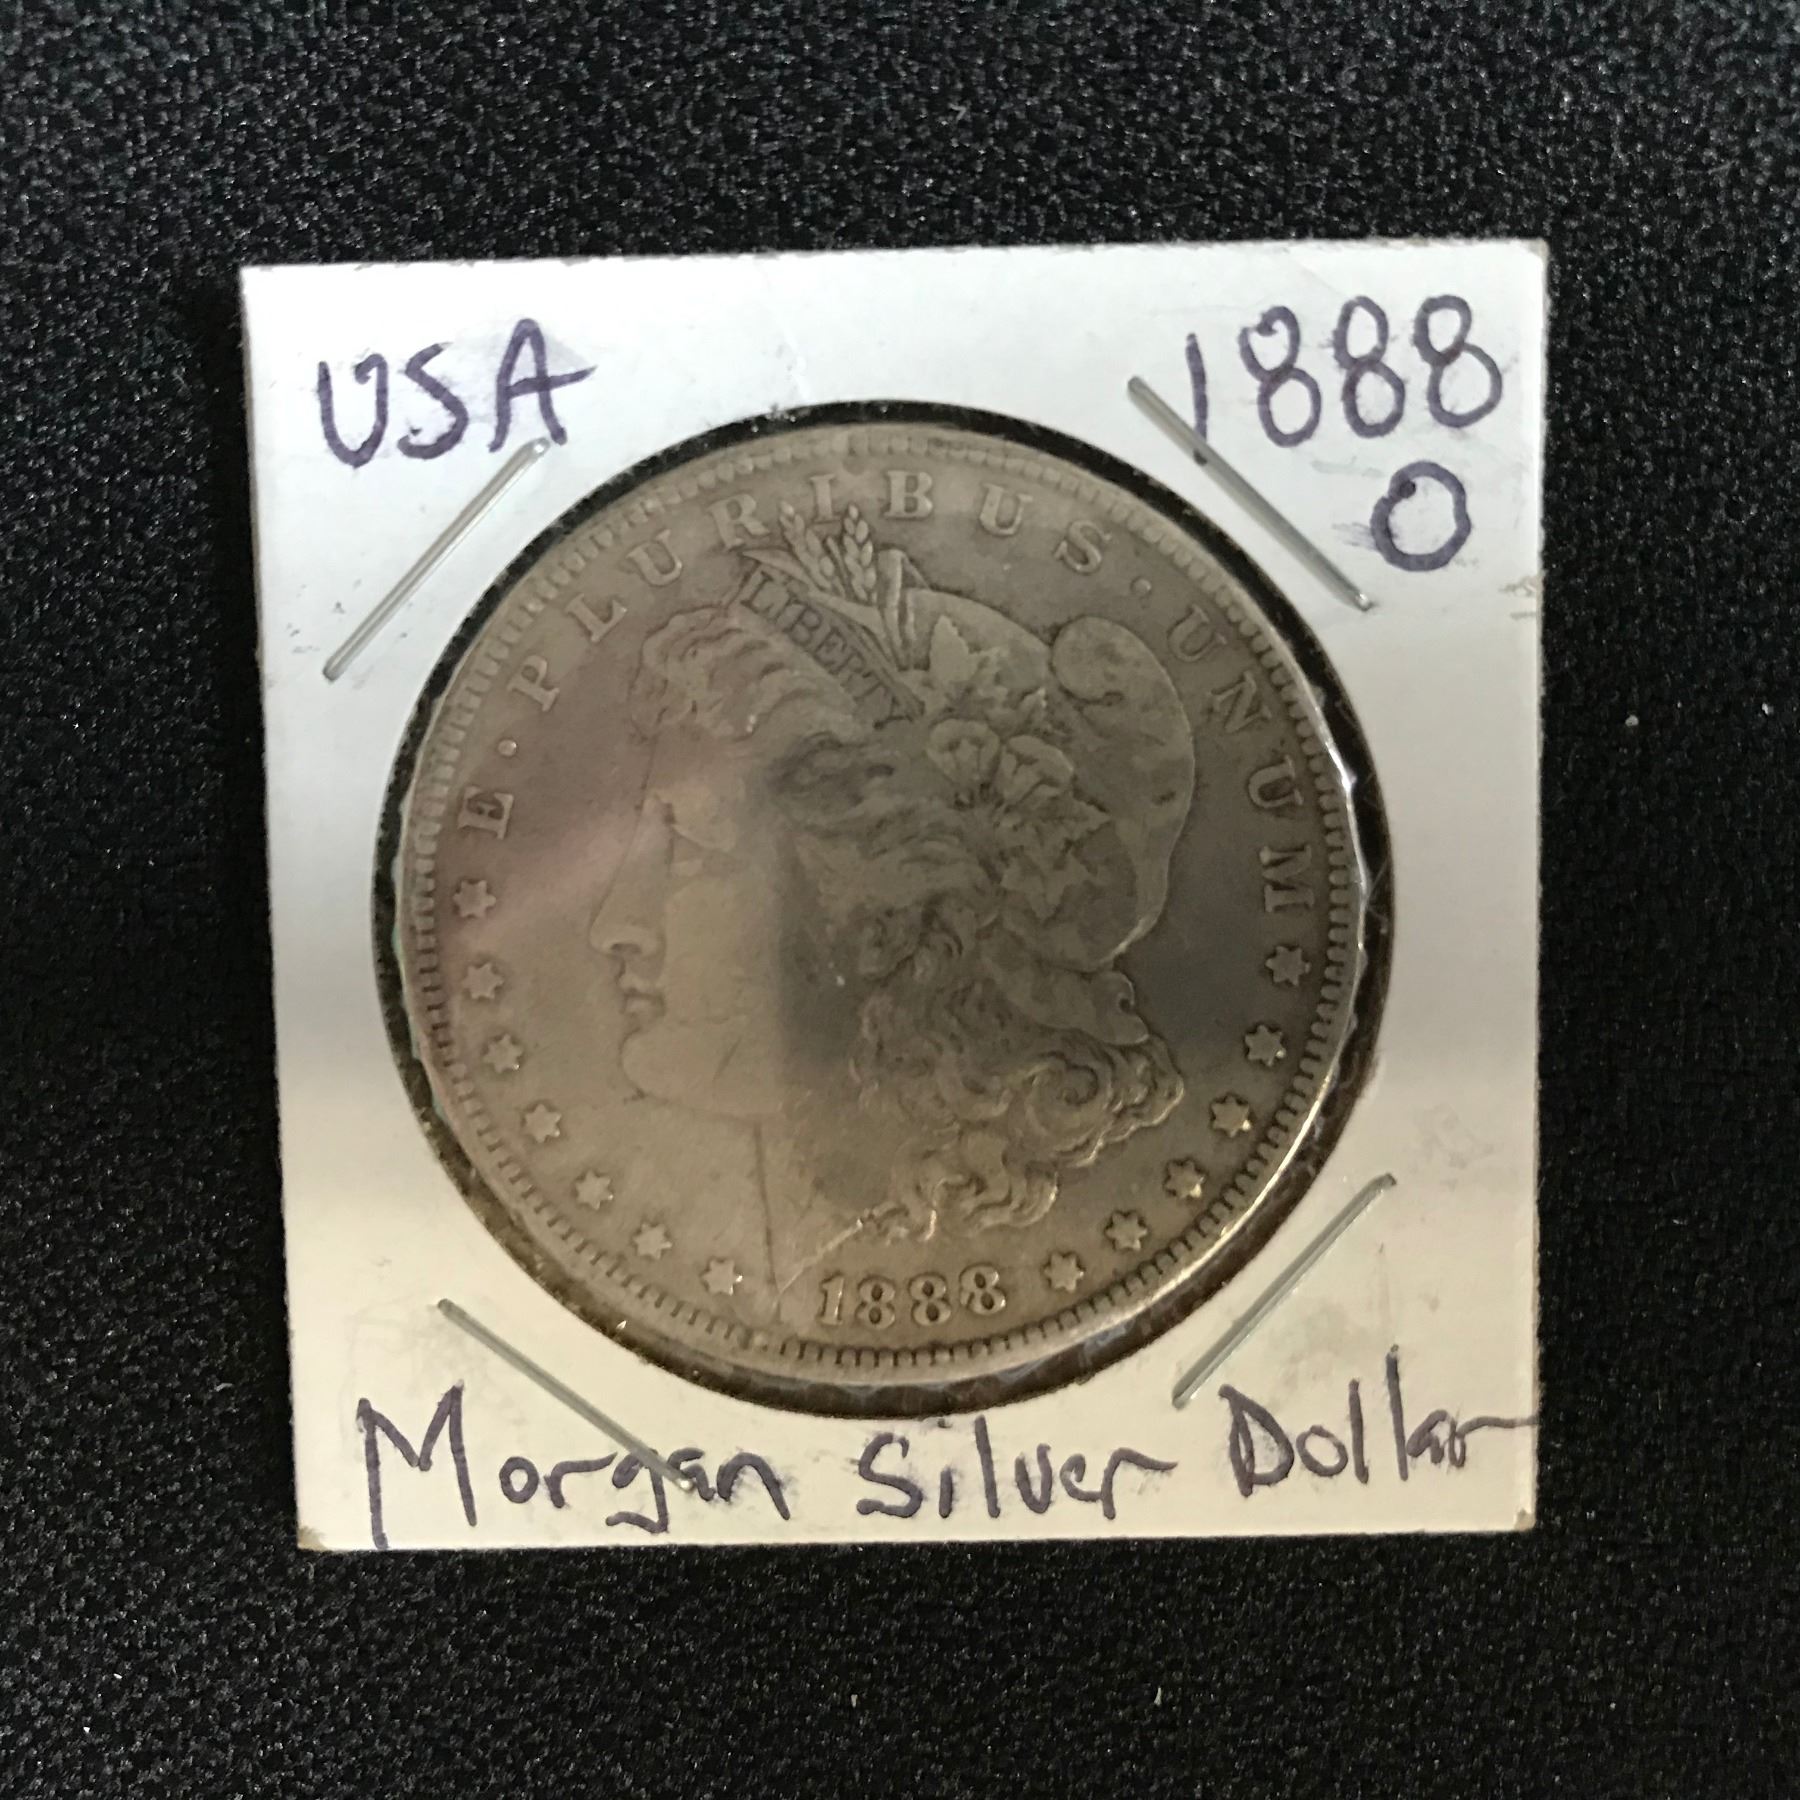 USA 1888
O
E · PLURIBUS · UNUM
LIBERTY
1888
Morgan Silver Dollar